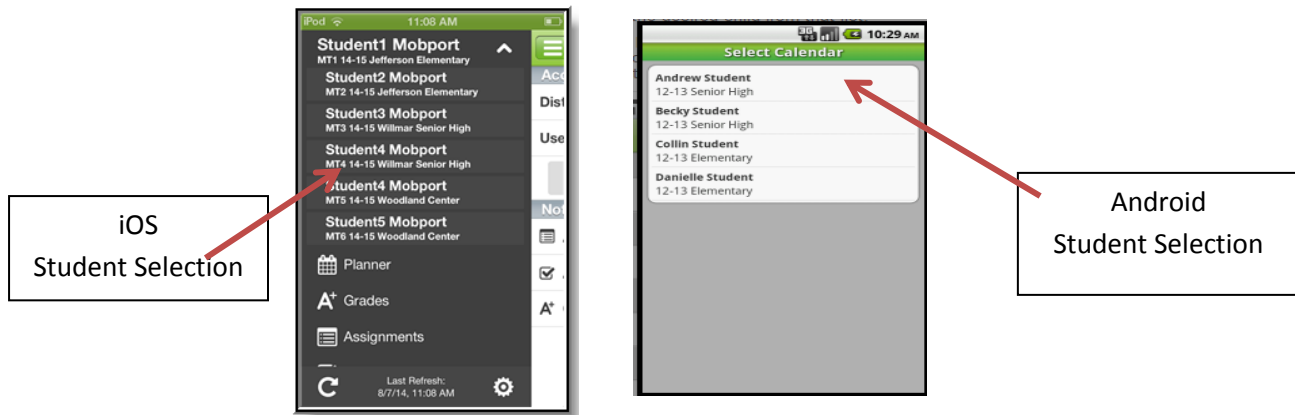 iPod 11:08 AM
Student1 Mobport
MT1 14-15 Jefferson Elementary
Student2 Mobport
MT2 14-15 Jefferson Elementary
Student3 Mobport
MT3 14-15 Willmar Senior High
Student4 Mobport
MT4 14-15 Willmar Senior High
Student4 Mobport
MT5 14-15 Woodland Center
Student5 Mobport
MT6 14-15 Woodland Center
Planner
A+ Grades
Assignments
Last Refresh:
8/7/14, 11:08 AM
Acc
Dist
Use
Not
A+
iOS
Student Selection
3G 10:29 AM
Select Calendar
Andrew Student
12-13 Senior High
Becky Student
12-13 Senior High
Collin Student
12-13 Elementary
Danielle Student
12-13 Elementary
Android
Student Selection